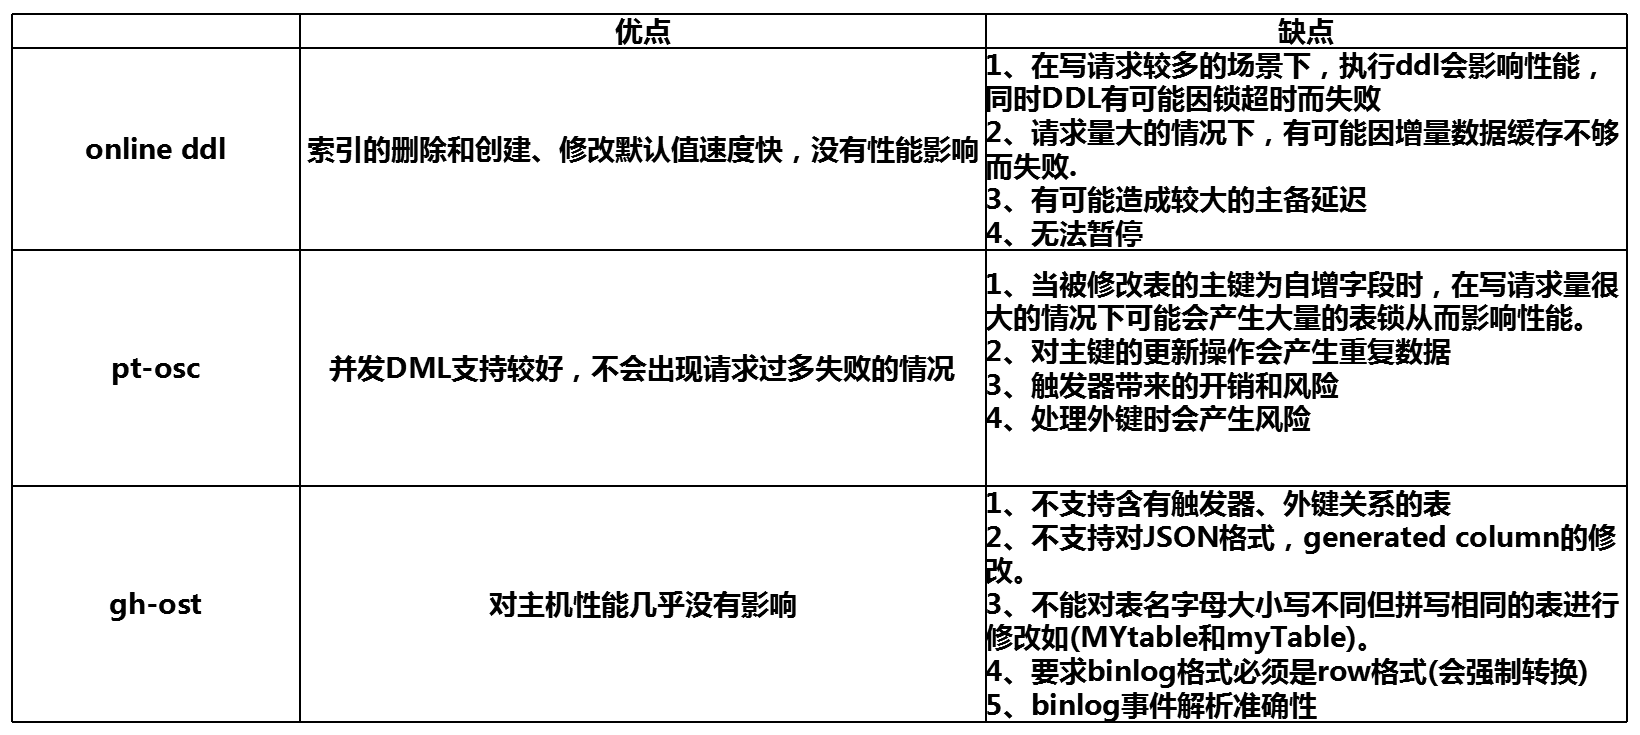 优点
缺点
online ddl
索引的删除和创建、修改默认值速度快，没有性能影响
1、在写请求较多的场景下，执行ddl会影响性能，
同时DDL有可能因锁超时而失败
2、请求量大的情况下，有可能因增量数据缓存不够
而失败.
3、有可能造成较大的主备延迟
4、无法暂停
pt-osc
并发DML支持较好，不会出现请求过多失败的情况
1、当被修改表的主键为自增字段时，在写请求量很
大的情况下可能会产生大量的表锁从而影响性能。
2、对主键的更新操作会产生重复数据
3、触发器带来的开销和风险
4、处理外键时会产生风险
gh-ost
对主机性能几乎没有影响
1、不支持含有触发器、外键关系的表
2、不支持对JSON格式，generated column的修
改。
3、不能对表名字母大小写不同但拼写相同的表进行
修改如(MYtable和myTable)。
4、要求binlog格式必须是row格式(会强制转换)
5、binlog事件解析准确性